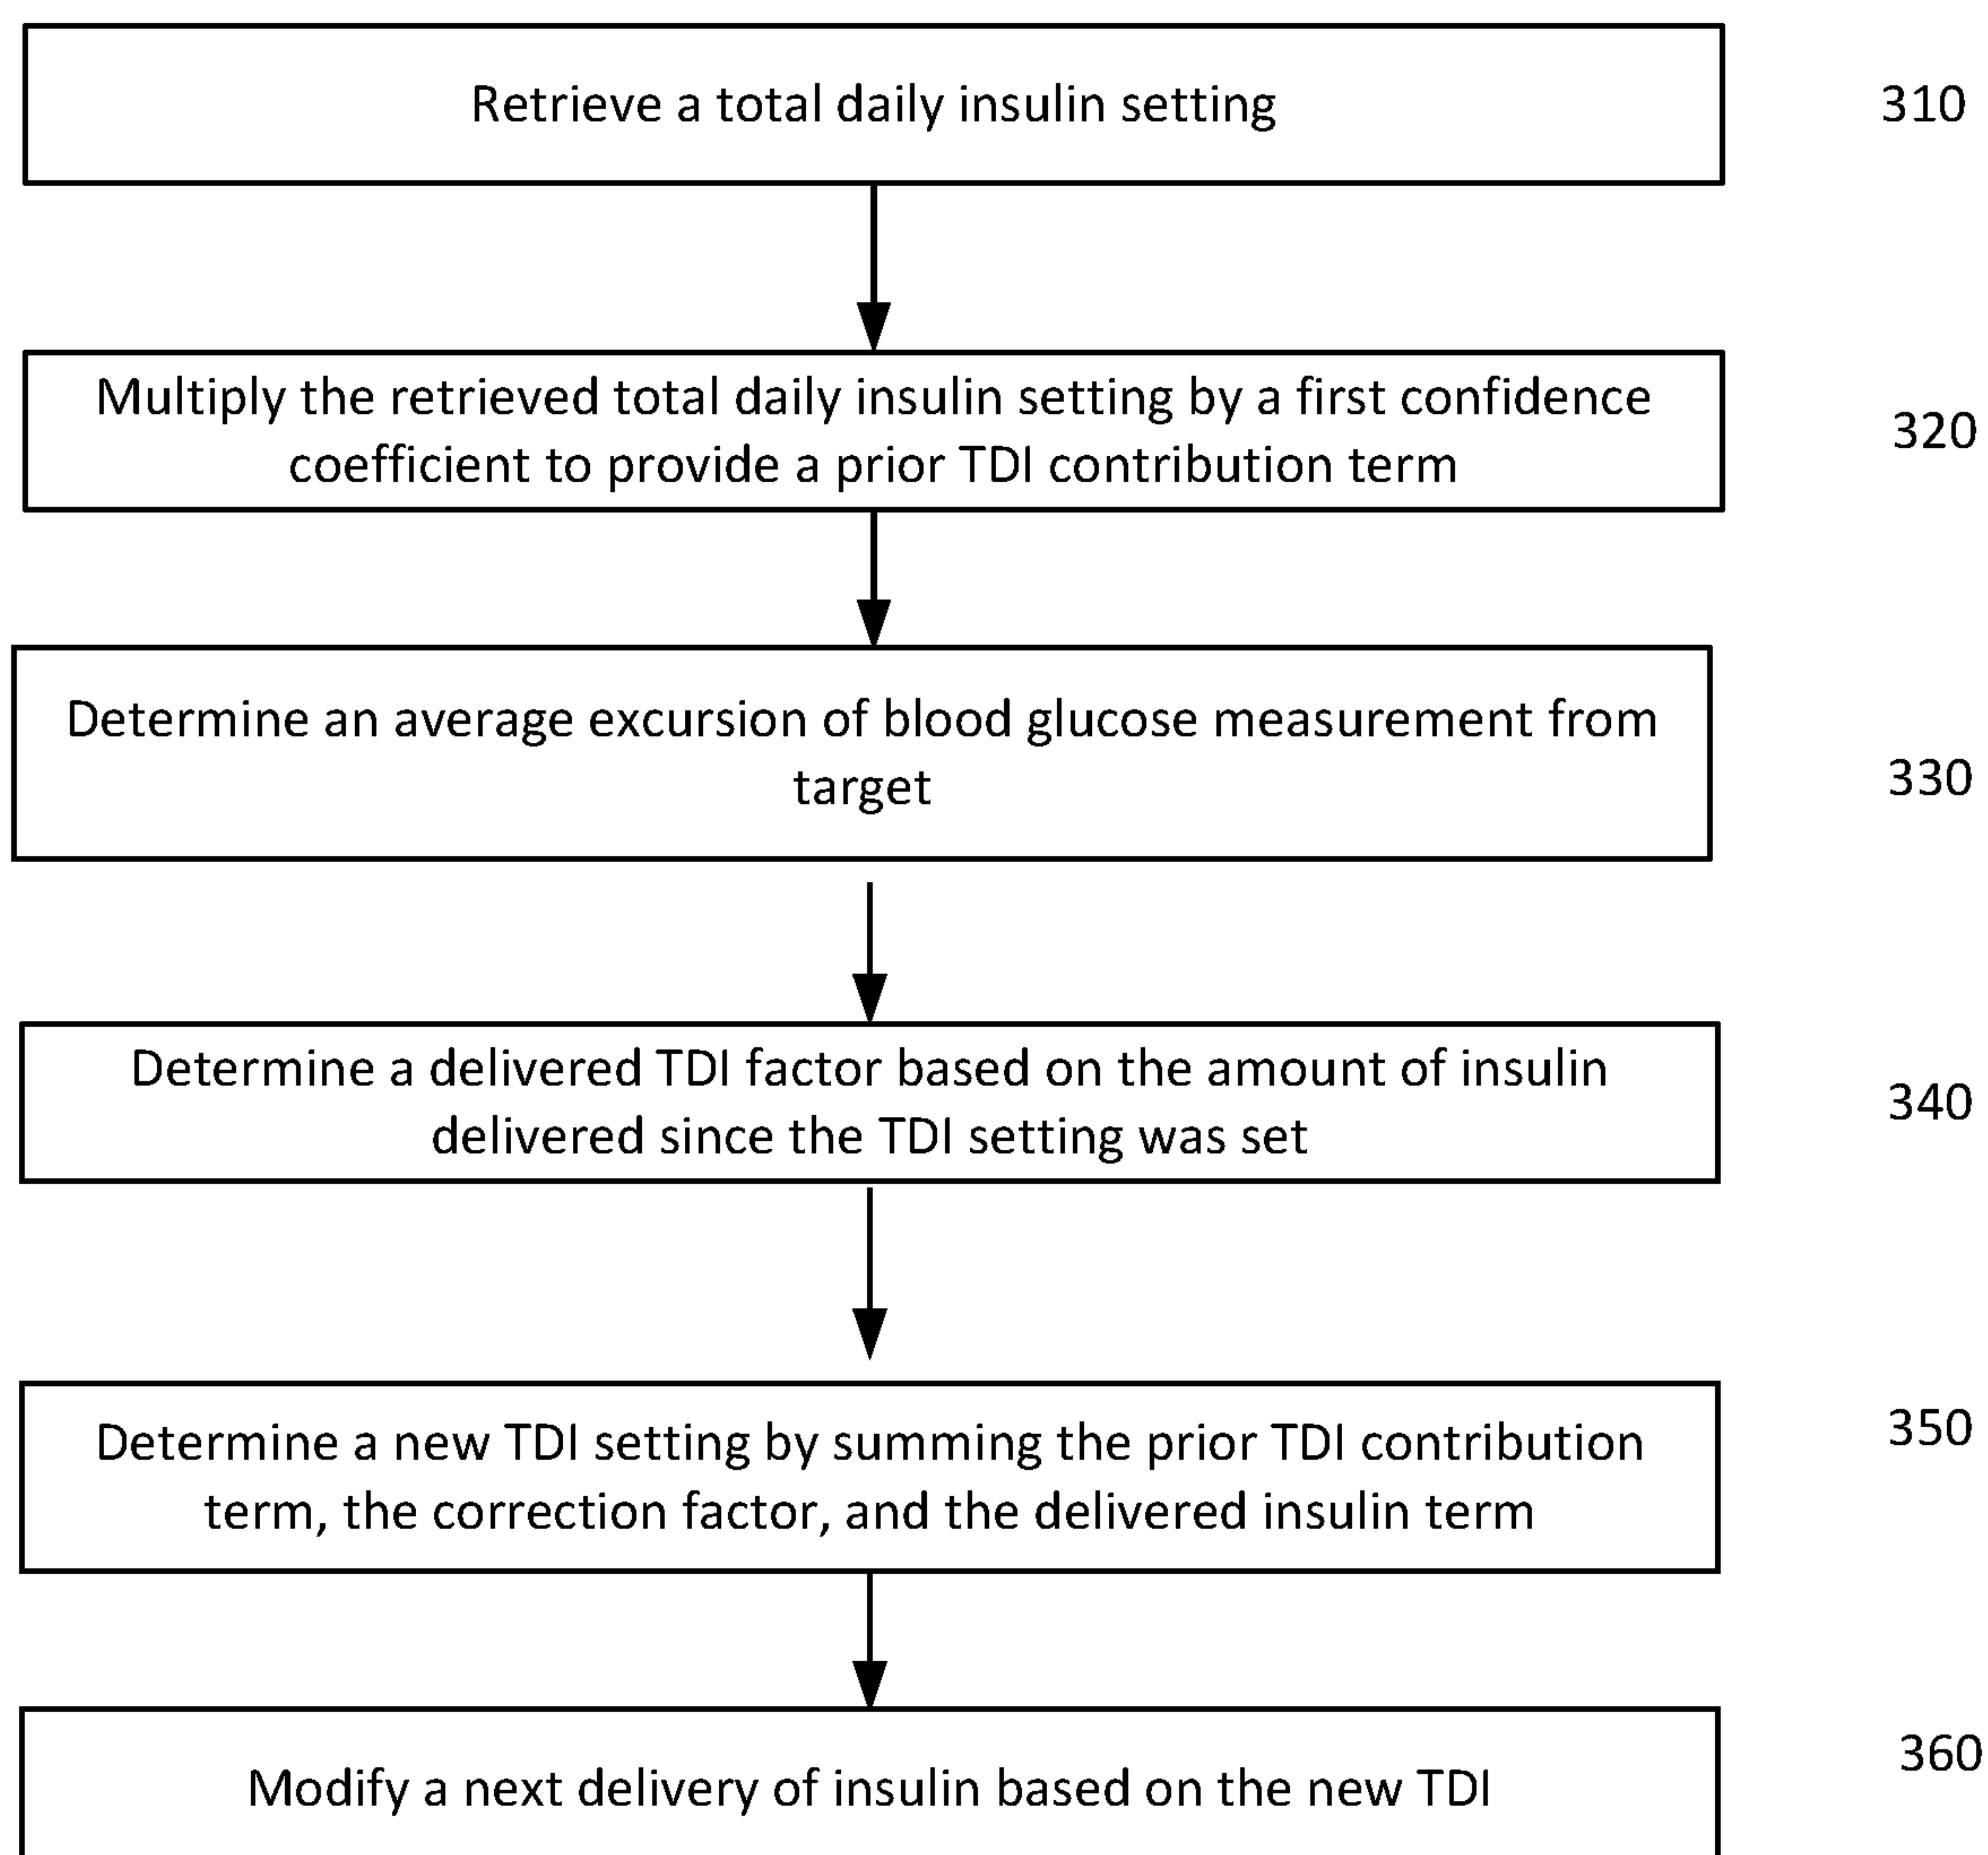 Retrieve a total daily insulin setting
310
Multiply the retrieved total daily insulin setting by a first confidence
coefficient to provide a prior TDI contribution term
320
Determine an average excursion of blood glucose measurement from
target
330
Determine a delivered TDI factor based on the amount of insulin
delivered since the TDI setting was set
340
Determine a new TDI setting by summing the prior TDI contribution
term, the correction factor, and the delivered insulin term
350
Modify a next delivery of insulin based on the new TDI
360